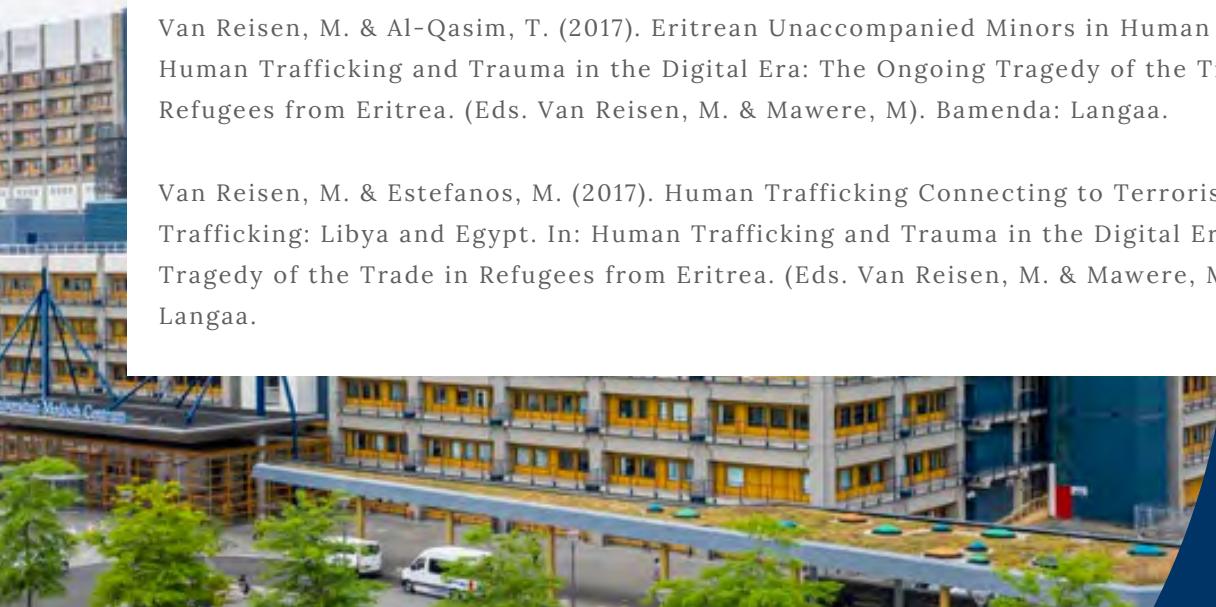 Van Reisen, M. & Al-Qasim, T. (2017). Eritrean Unaccompanied Minors in Human
Human Trafficking and Trauma in the Digital Era: The Ongoing Tragedy of the
Refugees from Eritrea. (Eds. Van Reisen, M. & Mawere, M). Bamenda: Langaa.
Van Reisen, M. & Estefanos, M. (2017). Human Trafficking Connecting to
Trafficking: Libya and Egypt. In: Human Trafficking and Trauma in the Digital
Tragedy of the Trade in Refugees from Eritrea. (Eds. Van Reisen, M. & Mawere,
Langaa.
Medisch Centrum